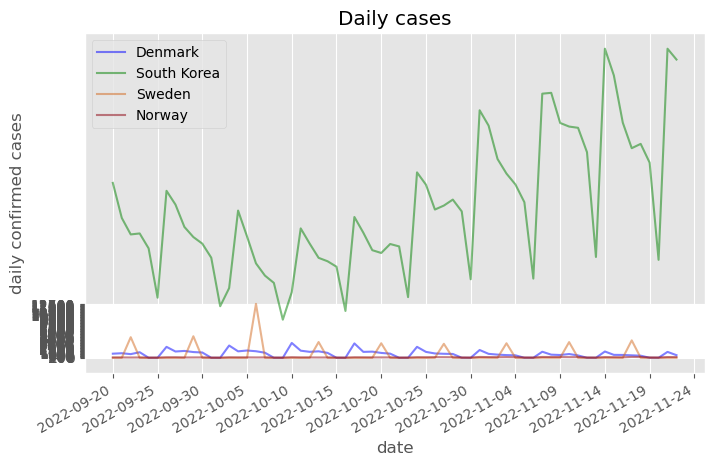 Daily cases
Denmark
South Korea
Sweden
Norway
daily confirmed cases
2022-09-20
2022-09-25
2022-09-30
2022-10-05
2022-10-10
2022-10-15
2022-10-20
2022-10-25
2022-10-30
2022-11-04
2022-11-09
2022-11-14
2022-11-19
2022-11-24
date